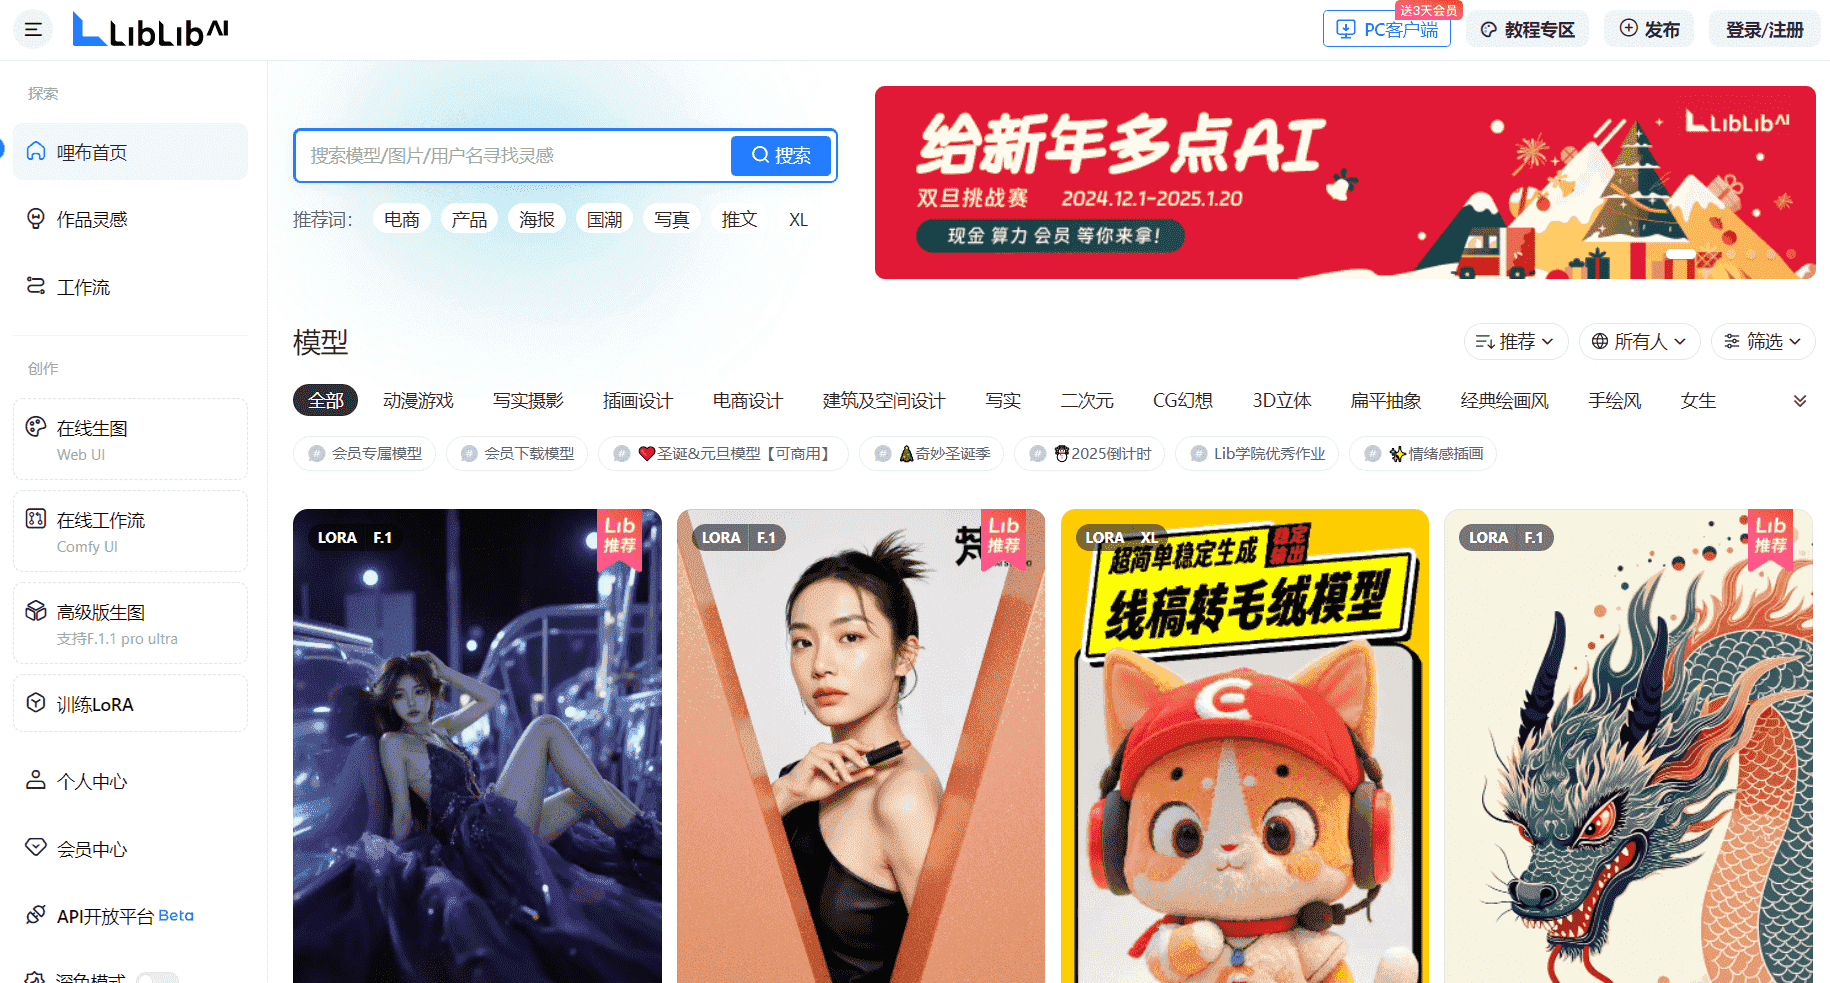 LIBLIB AI
送3天会员
PC客户端
教程专区
发布
登录/注册
探索
哩布首页
作品灵感
工作流
创作
在线生图
Web UI
在线工作流
Comfy UI
高级版生图
支持F.1.1 pro ultra
训练LoRA
个人中心
会员中心
API开放平台 Beta
深色模式
搜索模型/图片/用户名寻找灵感
搜索
推荐词：
电商 产品 海报 国潮 写真 推文 XL
给新年多点AI
LIBLIB AI
双旦挑战赛 2024.12.1-2025.1.20
现金 算力 会员 等你来拿!
模型
推荐 所有人 筛选
全部 动漫游戏 写实摄影 插画设计 电商设计 建筑及空间设计 写实 二次元 CG幻想 3D立体 扁平抽象 经典绘画风 手绘风 女生
# 会员专属模型 # 会员下载模型 # ❤️圣诞&元旦模型【可商用】 # 🎄奇妙圣诞季 # ⛄2025倒计时 # Lib学院优秀作业 # ✨情绪感插画
LORA F.1
Lib
推荐
LORA F.1
Lib
推荐
LORA XL
超简单稳定生成
稳定
输出
线稿转毛绒模型
LORA F.1
Lib
推荐